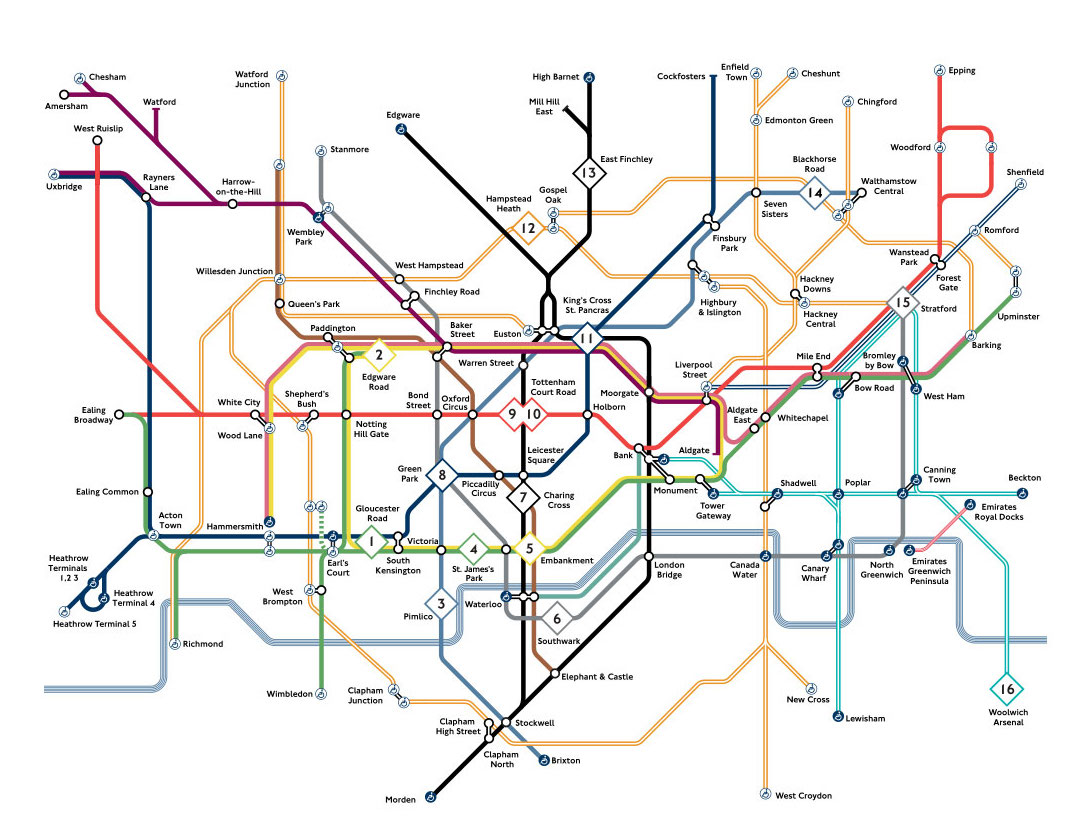 Chesham
Amersham
Watford
West Ruislip
Uxbridge
Rayners
Lane
Harrow-
on-the-Hill
Watford
Junction
Stanmore
Wembley
Park
Edgware
High Barnet
Mill Hill
East
East Finchley
13
Cockfosters
Enfield
Town
Cheshunt
Edmonton Green
Chingford
Blackhorse
Road
14
Walthamstow
Central
Seven
Sisters
Epping
Woodford
Shenfield
Romford
Wanstead
Park
Forest
Gate
Upminster
Barking
Hampstead
Heath
12
Gospel
Oak
Finsbury
Park
Highbury
& Islington
Hackney
Downs
Hackney
Central
15
Stratford
Willesden Junction
West Hampstead
Finchley Road
Queen's Park
Paddington
2
Edgware
Road
Baker
Street
Euston
King's Cross
St. Pancras
11
Warren Street
Liverpool
Street
Mile End
Bromley
by Bow
Bow Road
West Ham
Ealing
Broadway
White City
Wood Lane
Shepherd's
Bush
Notting
Hill Gate
Bond
Street
Oxford
Circus
Tottenham
Court Road
9
10
Holborn
Moorgate
Aldgate
East
Whitechapel
Aldgate
Bank
Monument
Tower
Gateway
Shadwell
Poplar
Canning
Town
Beckton
Emirates
Royal Docks
Emirates
Greenwich
Peninsula
North
Greenwich
Canary
Wharf
Canada
Water
London
Bridge
Leicester
Square
Green
Park
8
Piccadilly
Circus
7
Charing
Cross
Ealing Common
Acton
Town
Hammersmith
Gloucester
Road
1
Victoria
South
Kensington
Earl's
Court
4
St. James's
Park
5
Embankment
Heathrow
Terminals
1,2 3
Heathrow
Terminal 4
Heathrow Terminal 5
Richmond
West
Brompton
Wimbledon
3
Pimlico
Waterloo
6
Southwark
Elephant & Castle
Clapham
Junction
Clapham
High Street
Stockwell
Clapham
North
Brixton
Morden
New Cross
Lewisham
West Croydon
16
Woolwich
Arsenal